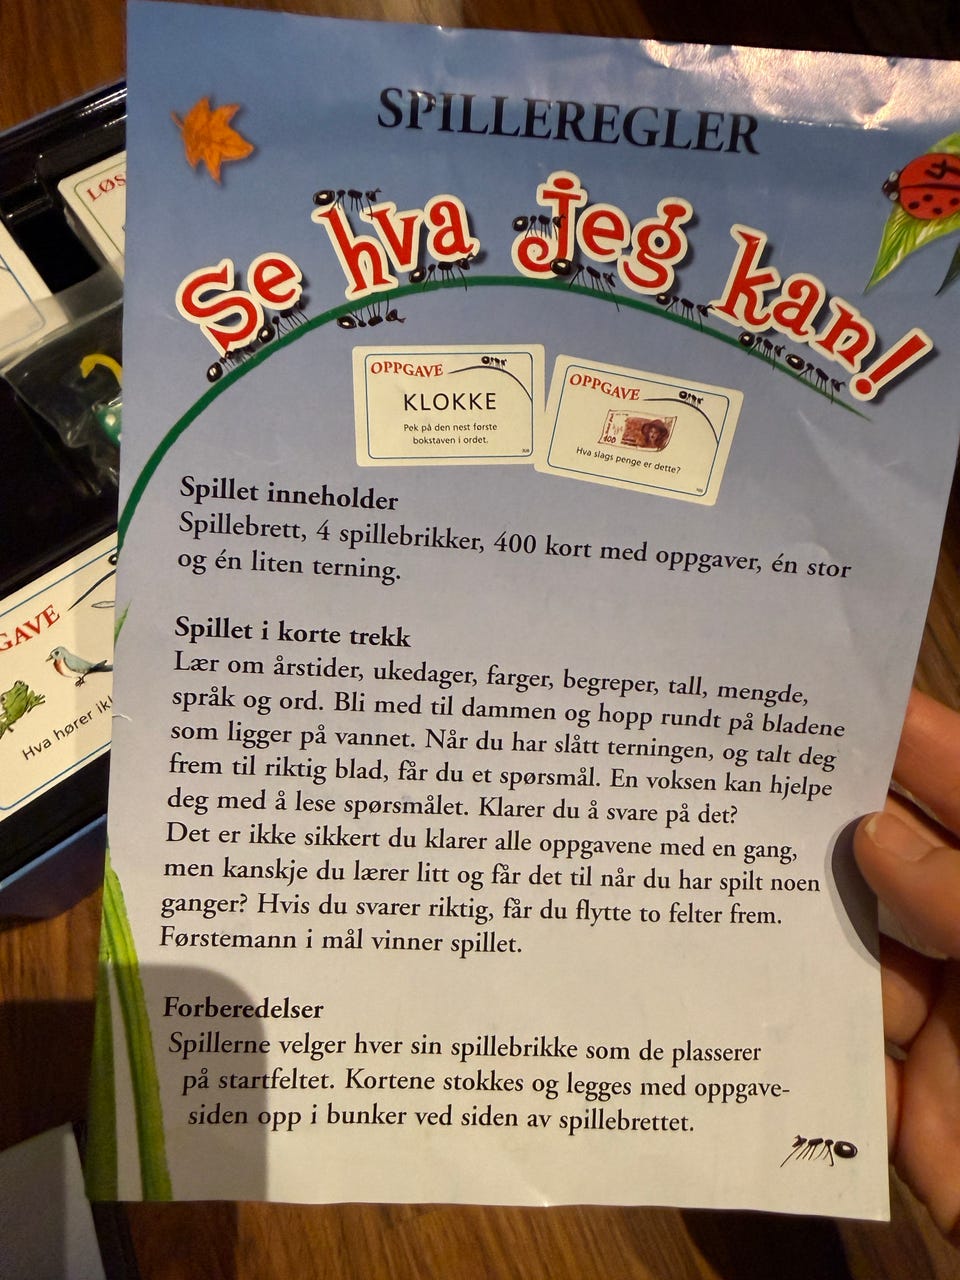 SPILLEREGLER
Se hva jeg kan!
OPPGAVE
KLOKKE
Pek på den nest første
bokstaven i ordet.
OPPGAVE
100
Hva slags penge er dette?
Spillet inneholder
Spillebrett, 4 spillebrikker, 400 kort med oppgaver, én stor
og én liten terning.
Spillet i korte trekk
Lær om årstider, ukedager, farger, begreper, tall, mengde,
språk og ord. Bli med til dammen og hopp rundt på bladene
som ligger på vannet. Når du har slått terningen, og talt deg
frem til riktig blad, får du et spørsmål. En voksen kan hjelpe
deg med å lese spørsmålet. Klarer du å svare på det?
Det er ikke sikkert du klarer alle oppgavene med en gang,
men kanskje du lærer litt og får det til når du har spilt noen
ganger? Hvis du svarer riktig, får du flytte to felter frem.
Førstemann i mål vinner spillet.
Forberedelser
Spillerne velger hver sin spillebrikke som de plasserer
på startfeltet. Kortene stokkes og legges med oppgave-
siden opp i bunker ved siden av spillebrettet.
LØS
GAVE
Hva hører ik